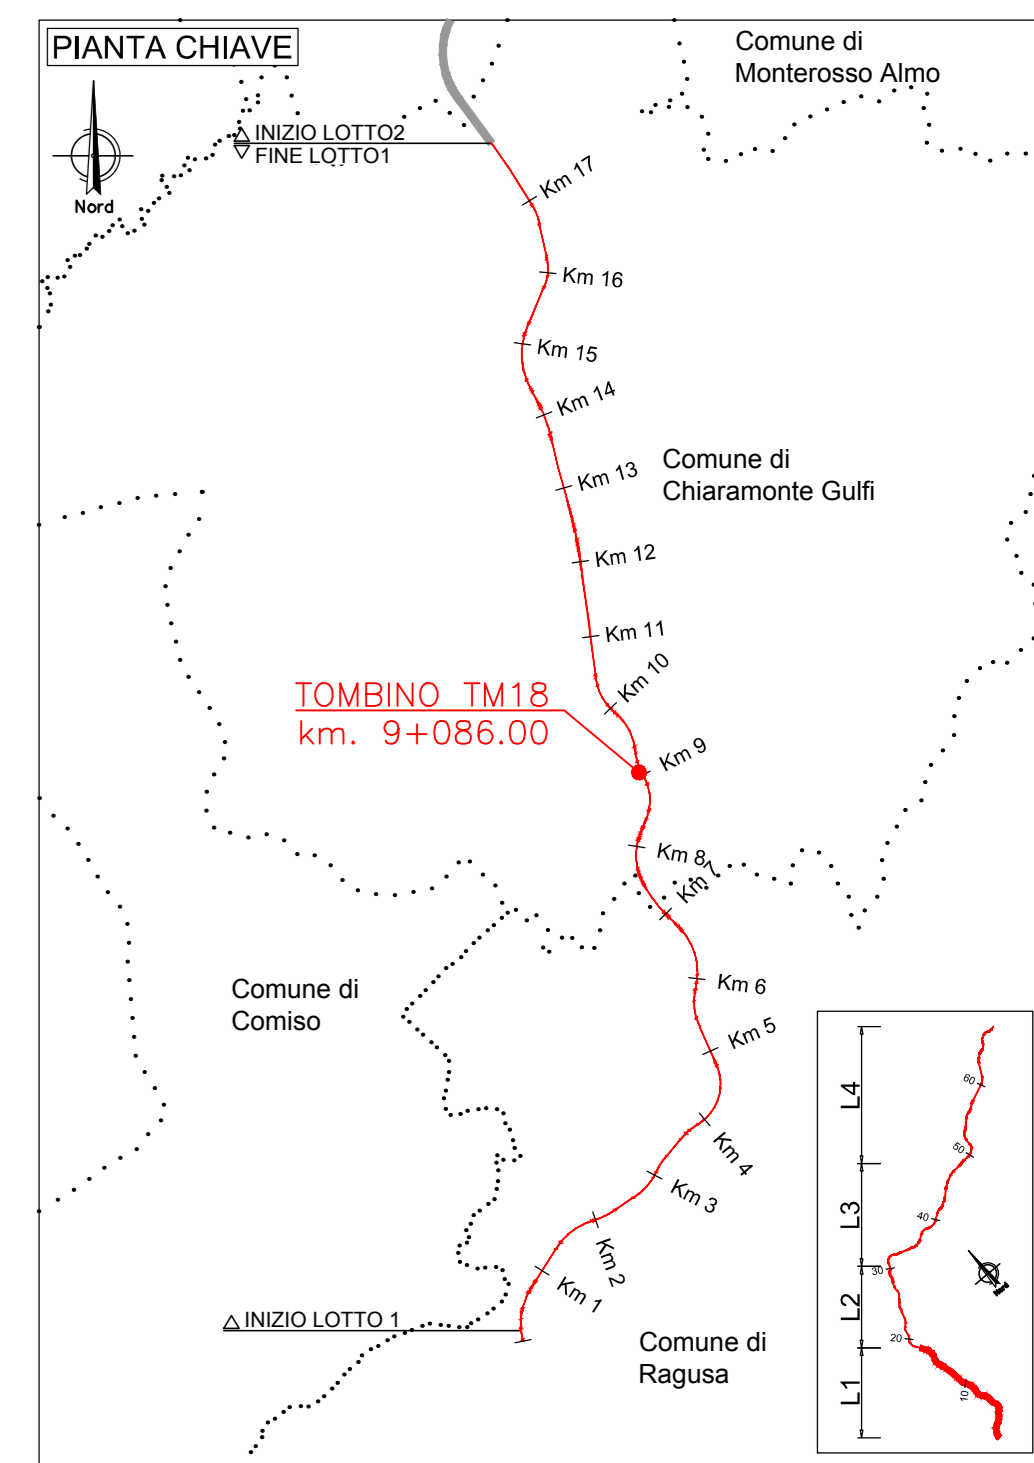 PIANTA CHIAVE
Comune di
Monterosso Almo
Nord
INIZIO LOTTO2
FINE LOTTO1
Km 17
Km 16
Km 15
Km 14
Km 13
Comune di
Chiaramonte Gulfi
Km 12
Km 11
Km 10
TOMBINO TM18
km. 9+086.00
Km 9
Km 8
Km 7
Km 6
Comune di
Comiso
Km 5
Km 4
Km 3
Km 2
Km 1
INIZIO LOTTO 1
Comune di
Ragusa
L4
60
50
L3
40
30
Nord
L2
20
L1
10